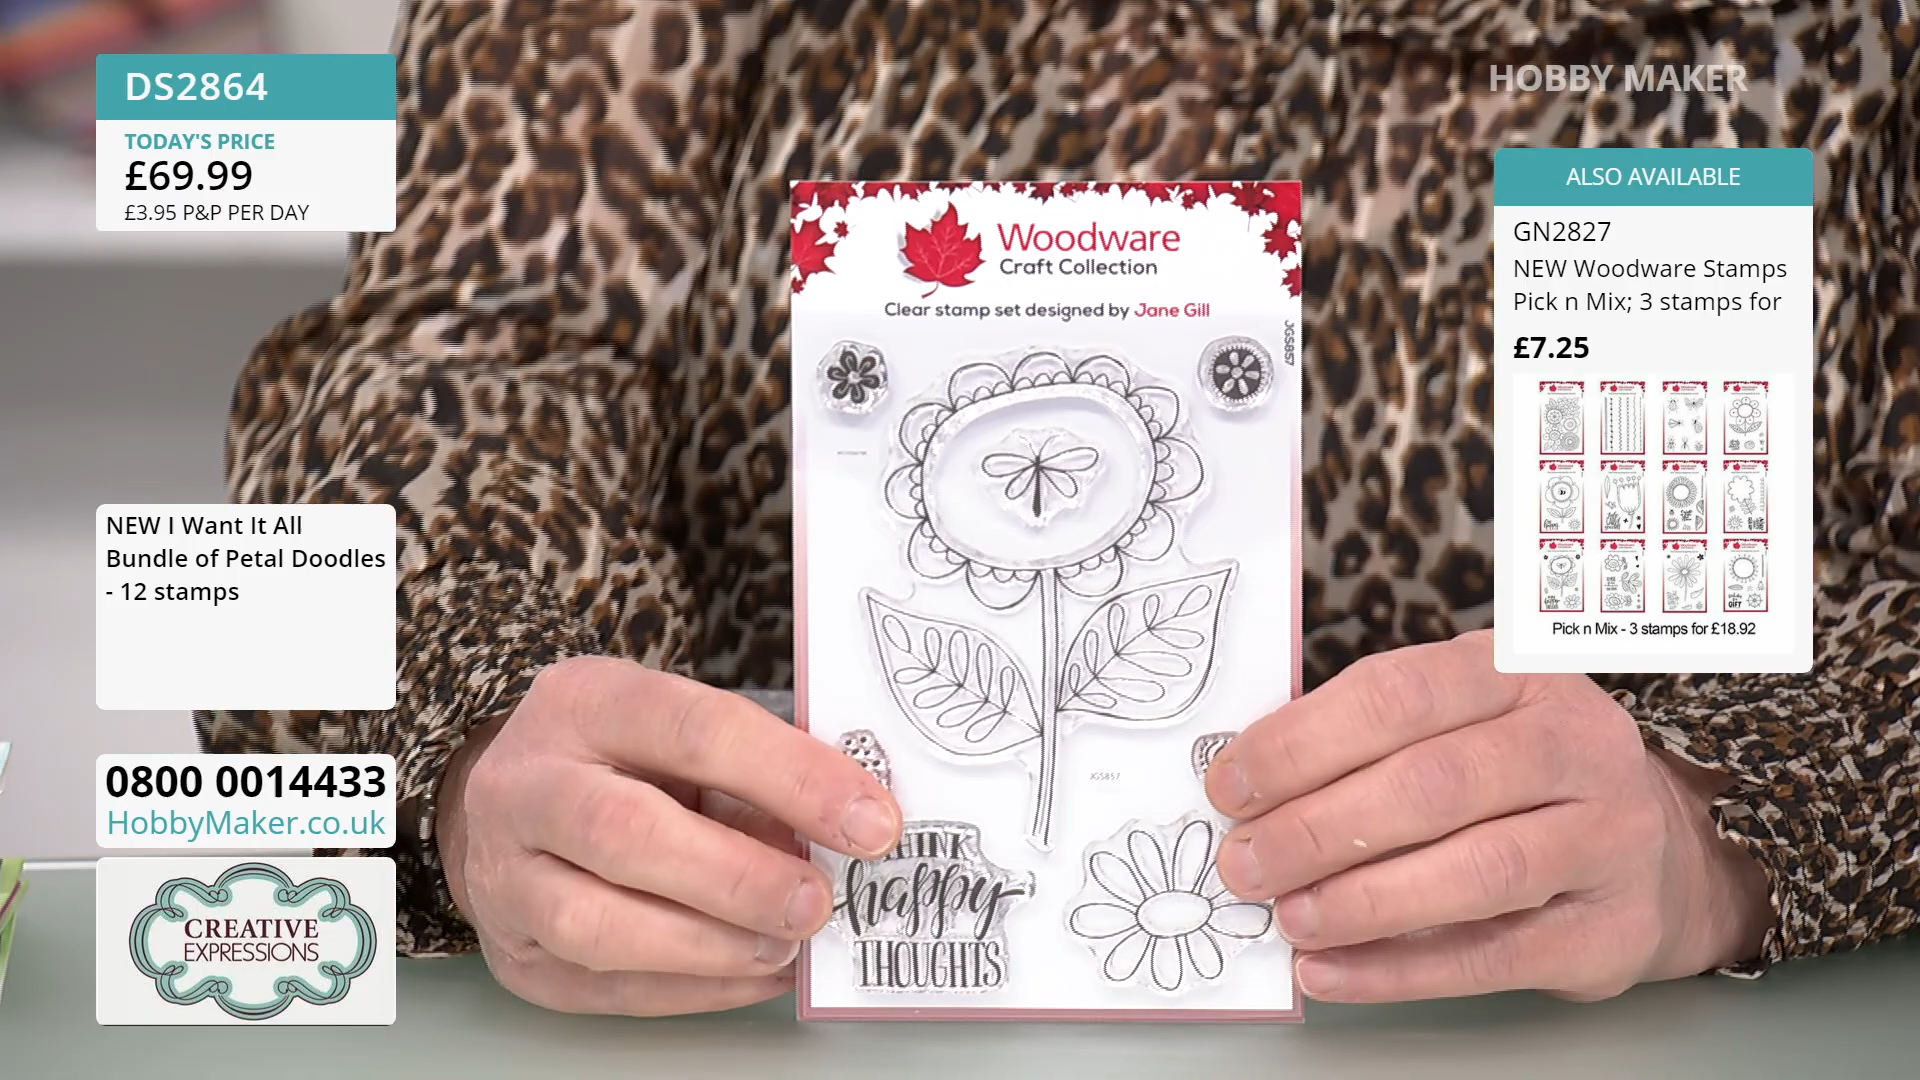 DS2864
TODAY'S PRICE
£69.99
£3.95 P&P PER DAY
NEW I Want It All
Bundle of Petal Doodles
- 12 stamps
0800 0014433
HobbyMaker.co.uk
CREATIVE
EXPRESSIONS
Woodware
Craft Collection
Clear stamp set designed by Jane Gill
JGS857
JGS857
THINK
happy
THOUGHTS
HOBBY MAKER
ALSO AVAILABLE
GN2827
NEW Woodware Stamps
Pick n Mix; 3 stamps for
£7.25
Pick n Mix - 3 stamps for £18.92